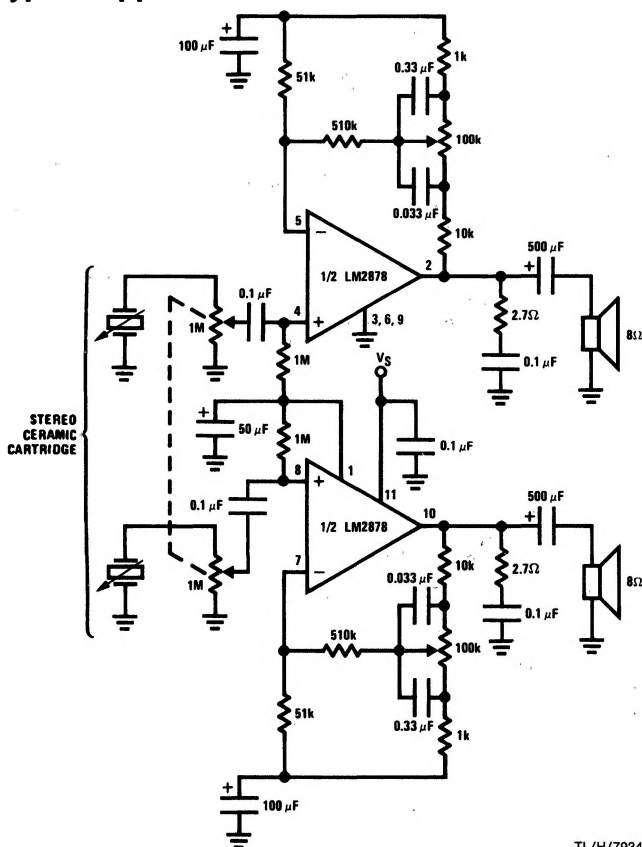 100 µF
+
51k
1k
0.33 µF
510k
100k
0.033 µF
10k
5
−
1/2 LM2878
2
500 µF
+
4
+
3, 6, 9
2.7Ω
0.1 µF
8Ω
0.1 µF
1M
1M
VS
STEREO
CERAMIC
CARTRIDGE
+
50 µF
1M
1
0.1 µF
8
+
11
0.1 µF
1/2 LM2878
10
500 µF
+
7
−
1M
10k
2.7Ω
0.033 µF
0.1 µF
8Ω
510k
100k
51k
0.33 µF
1k
+
100 µF